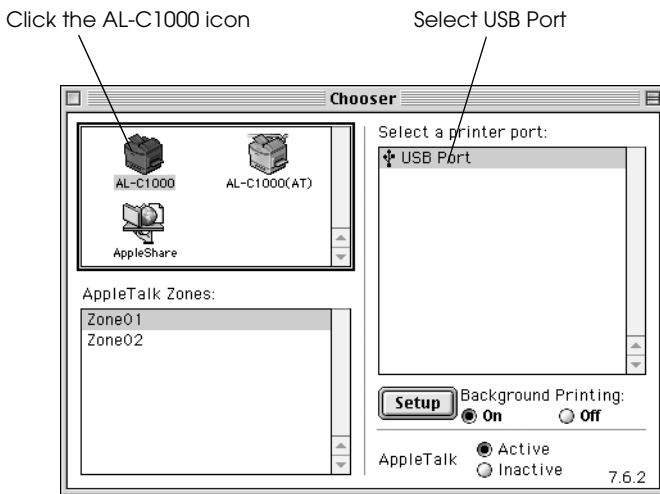 Click the AL-C1000 icon
Select USB Port
Chooser
AL-C1000
AL-C1000(AT)
AppleShare
AppleTalk Zones:
Zone01
Zone02
Select a printer port:
USB Port
Setup
Background Printing:
On Off
AppleTalk
Active
Inactive
7.6.2